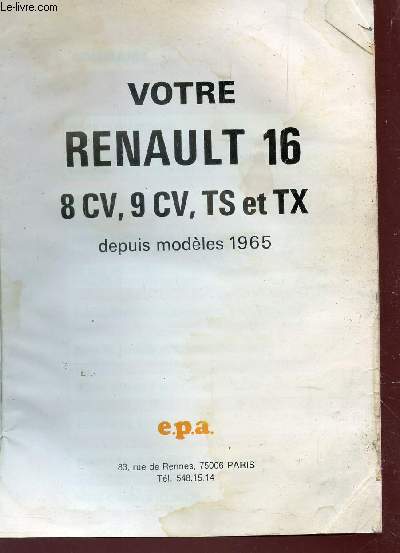 Le-livre.com
VOTRE
RENAULT 16
8 CV, 9 CV, TS et TX
depuis modèles 1965
e.p.a.
83, rue de Rennes, 75006 PARIS
Tél. 548.15.14